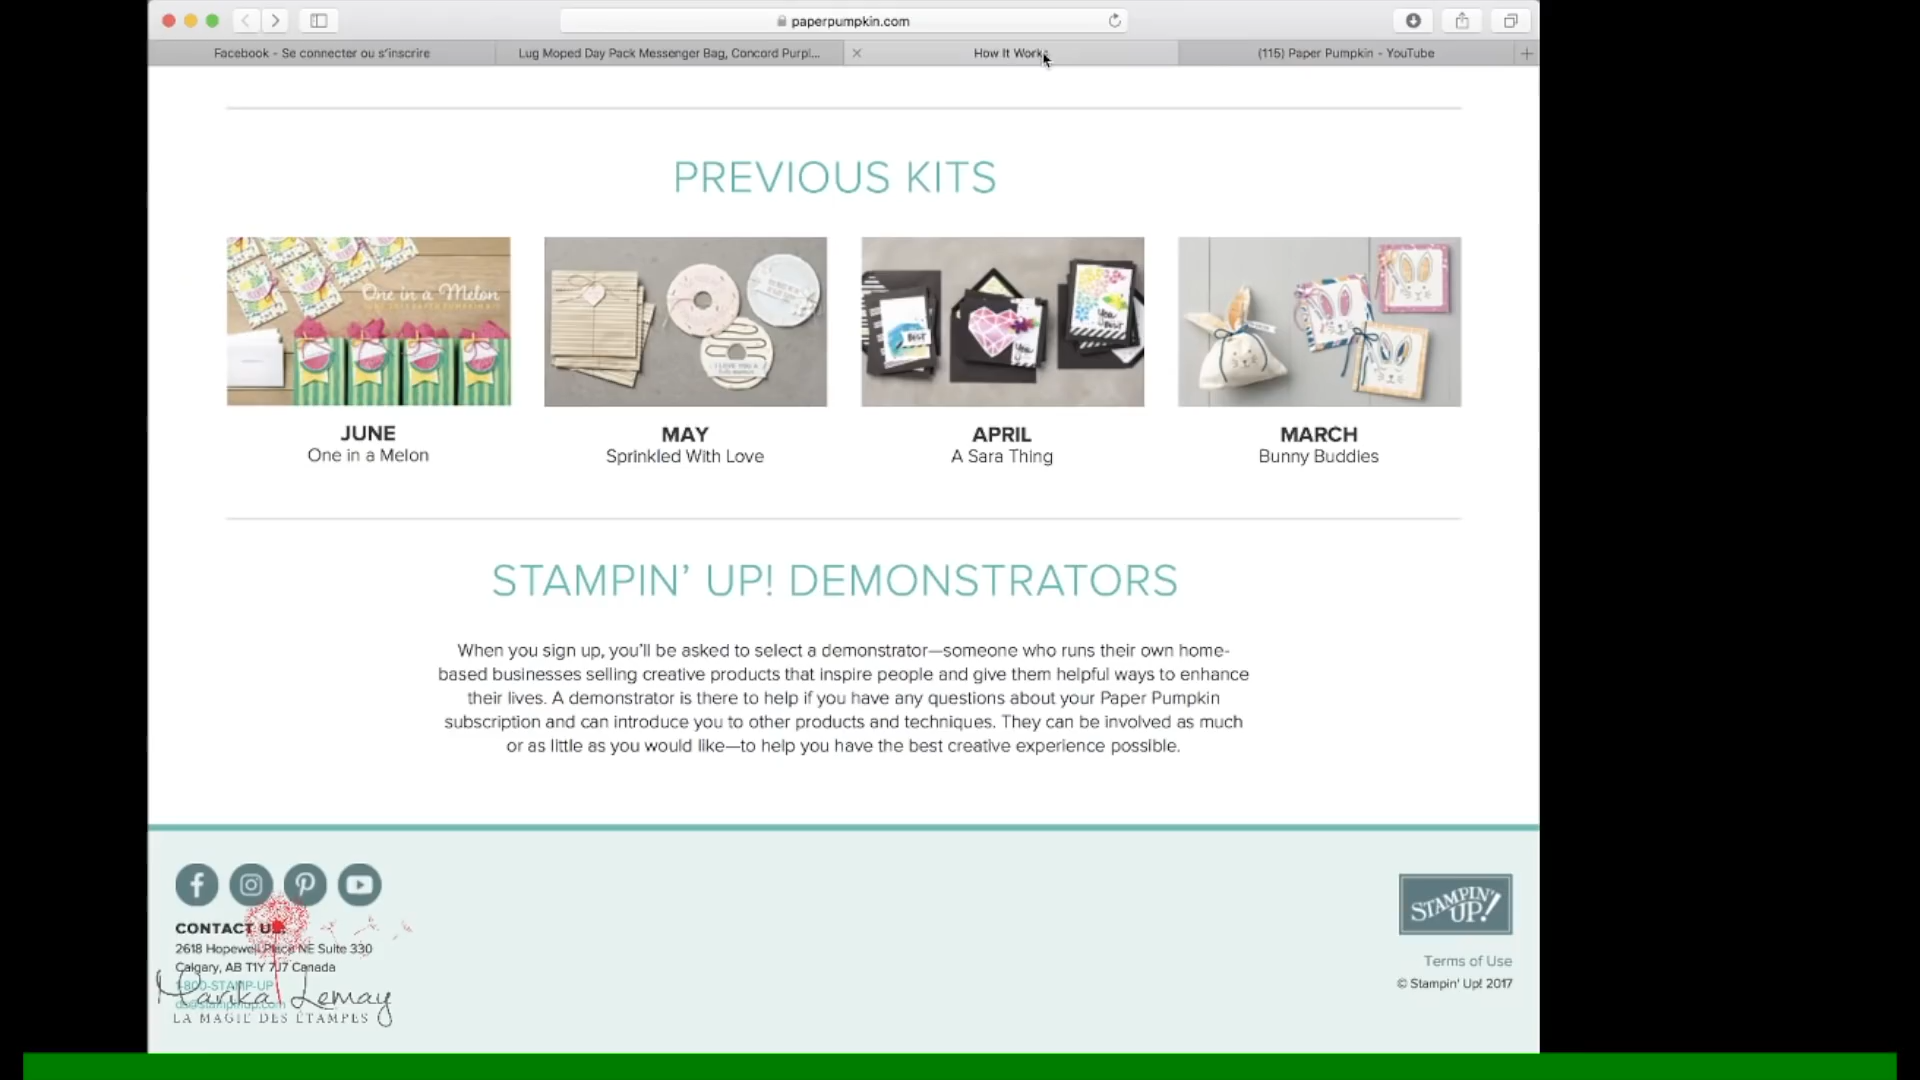 paperpumpkin.com
Facebook - Se connecter ou s'inscrire
Lug Moped Day Pack Messenger Bag, Concord Purpl...
How It Works
(115) Paper Pumpkin - YouTube
PREVIOUS KITS
One in a Melon
JUNE
One in a Melon
MAY
Sprinkled With Love
APRIL
A Sara Thing
MARCH
Bunny Buddies
STAMPIN' UP! DEMONSTRATORS
When you sign up, you'll be asked to select a demonstrator—someone who runs their own home-
based businesses selling creative products that inspire people and give them helpful ways to enhance
their lives. A demonstrator is there to help if you have any questions about your Paper Pumpkin
subscription and can introduce you to other products and techniques. They can be involved as much
or as little as you would like—to help you have the best creative experience possible.
CONTACT US:
2618 Hopewell Place NE Suite 330
Calgary, AB T1Y 7J7 Canada
1-800-STAMP-UP
Marika Lemay
LA MAGIE DES ÉTAMPES
STAMPIN' UP!
Terms of Use
© Stampin' Up! 2017